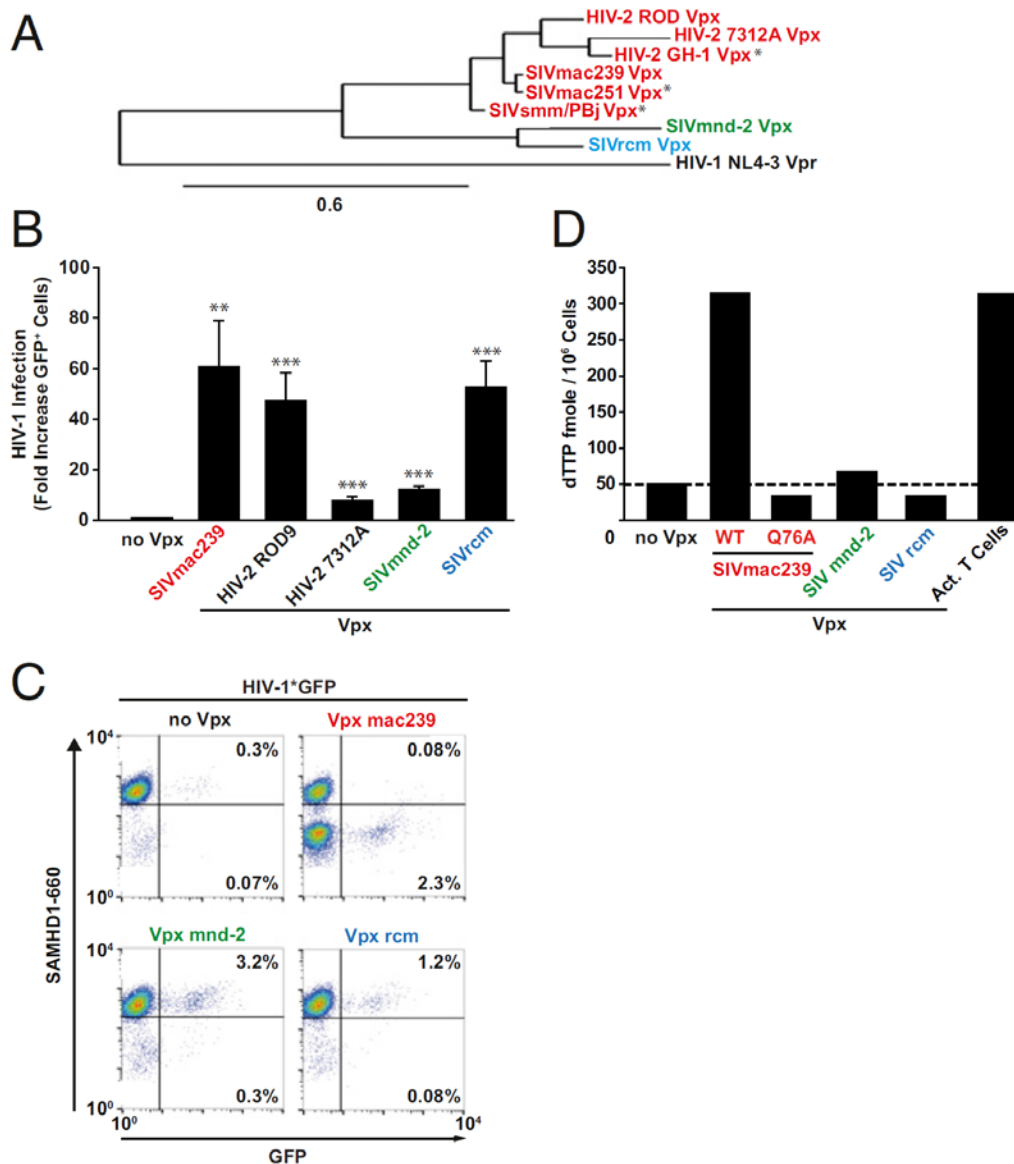 A
HIV-2 ROD Vpx
HIV-2 7312A Vpx
HIV-2 GH-1 Vpx*
SIVmac239 Vpx
SIVmac251 Vpx*
SIVsmm/PBj Vpx*
SIVmnd-2 Vpx
SIVrcm Vpx
HIV-1 NL4-3 Vpr
0.6
B
HIV-1 Infection
(Fold Increase GFP+ Cells)
100
80
60
40
20
0
**
***
***
***
***
no Vpx
SIVmac239
HIV-2 ROD9
HIV-2 7312A
SIVmnd-2
SIVrcm
Vpx
D
dTTP fmole / 10⁶ Cells
350
300
250
200
150
100
50
0
no Vpx
WT
Q76A
SIVmac239
SIV mnd-2
SIV rcm
Act. T Cells
Vpx
C
HIV-1*GFP
no Vpx
Vpx mac239
10⁴
0.3%
0.08%
10⁰
0.07%
2.3%
Vpx mnd-2
Vpx rcm
10⁴
3.2%
1.2%
10⁰
0.3%
0.08%
10⁰
10⁴
SAMHD1-660
GFP